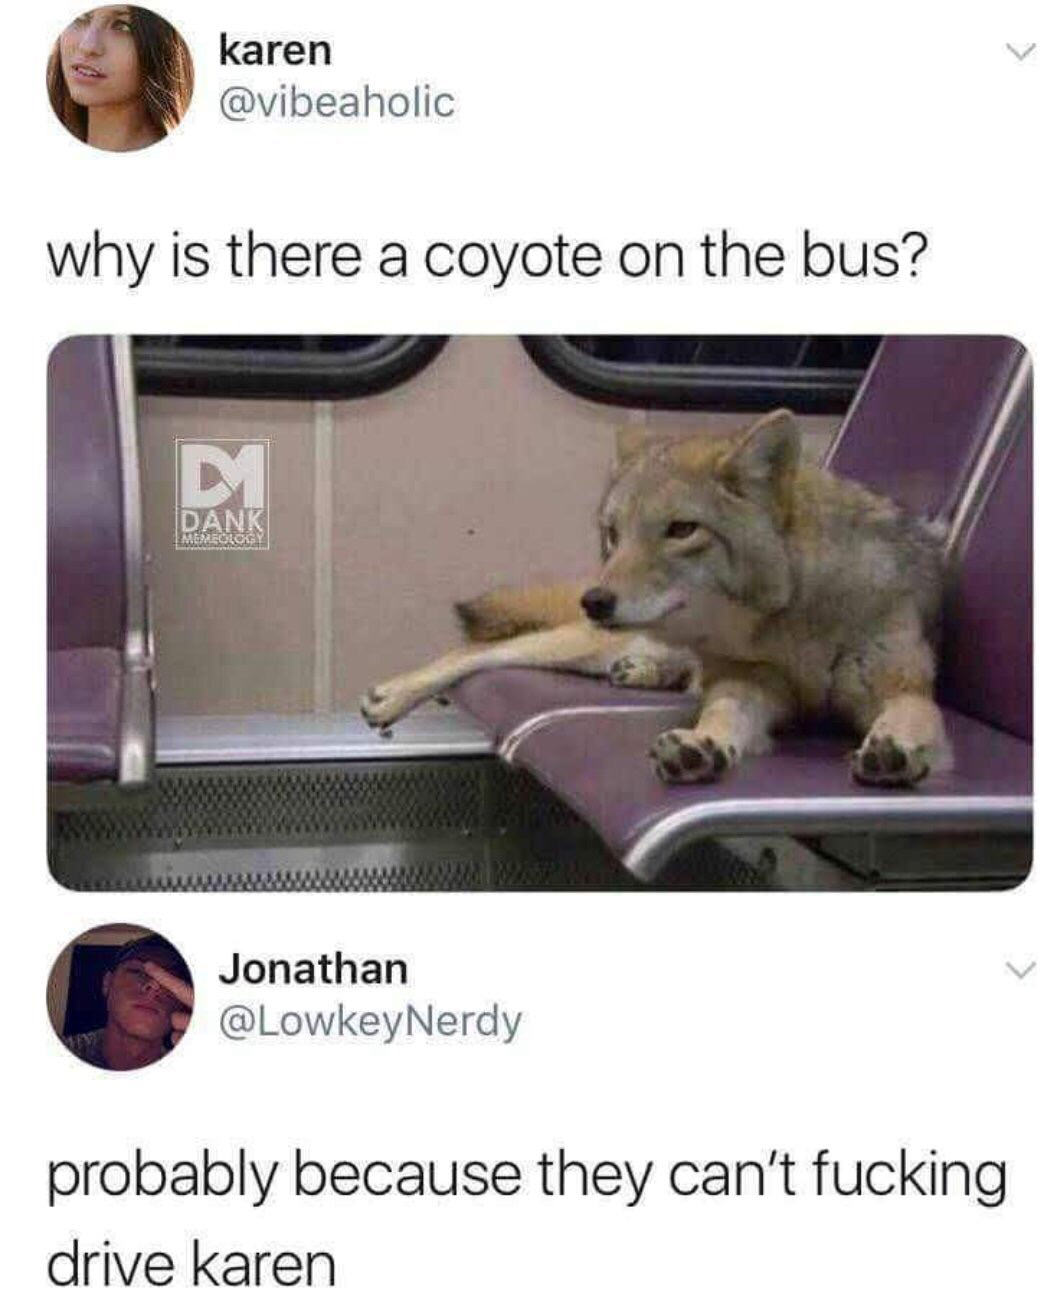 karen
@vibeaholic
why is there a coyote on the bus?
DM
DANK
MEMEOLOGY
Jonathan
@LowkeyNerdy
probably because they can't fucking
drive karen